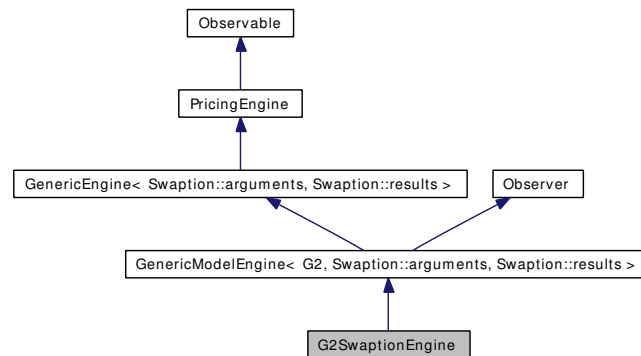 Observable
PricingEngine
GenericEngine< Swaption::arguments, Swaption::results >
Observer
GenericModelEngine< G2, Swaption::arguments, Swaption::results >
G2SwaptionEngine